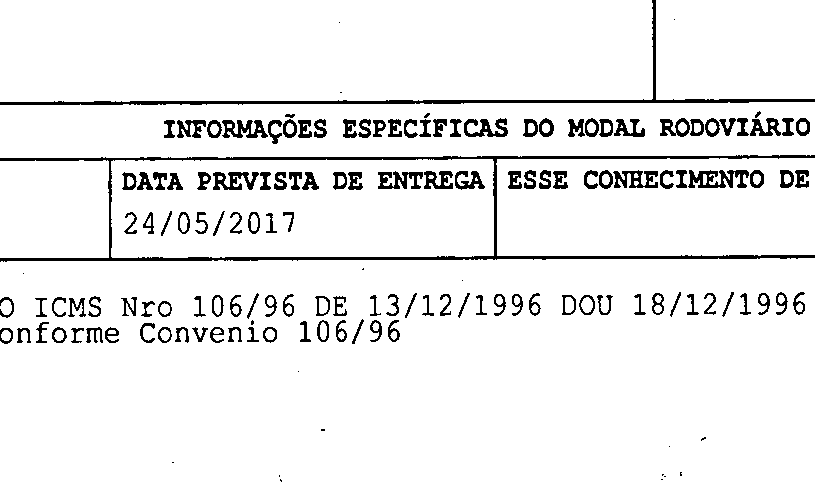 INFORMAÇÕES ESPECÍFICAS DO MODAL RODOVIÁRIO
DATA PREVISTA DE ENTREGA
24/05/2017
ESSE CONHECIMENTO DE
O ICMS Nro 106/96 DE 13/12/1996 DOU 18/12/1996
onforme Convenio 106/96